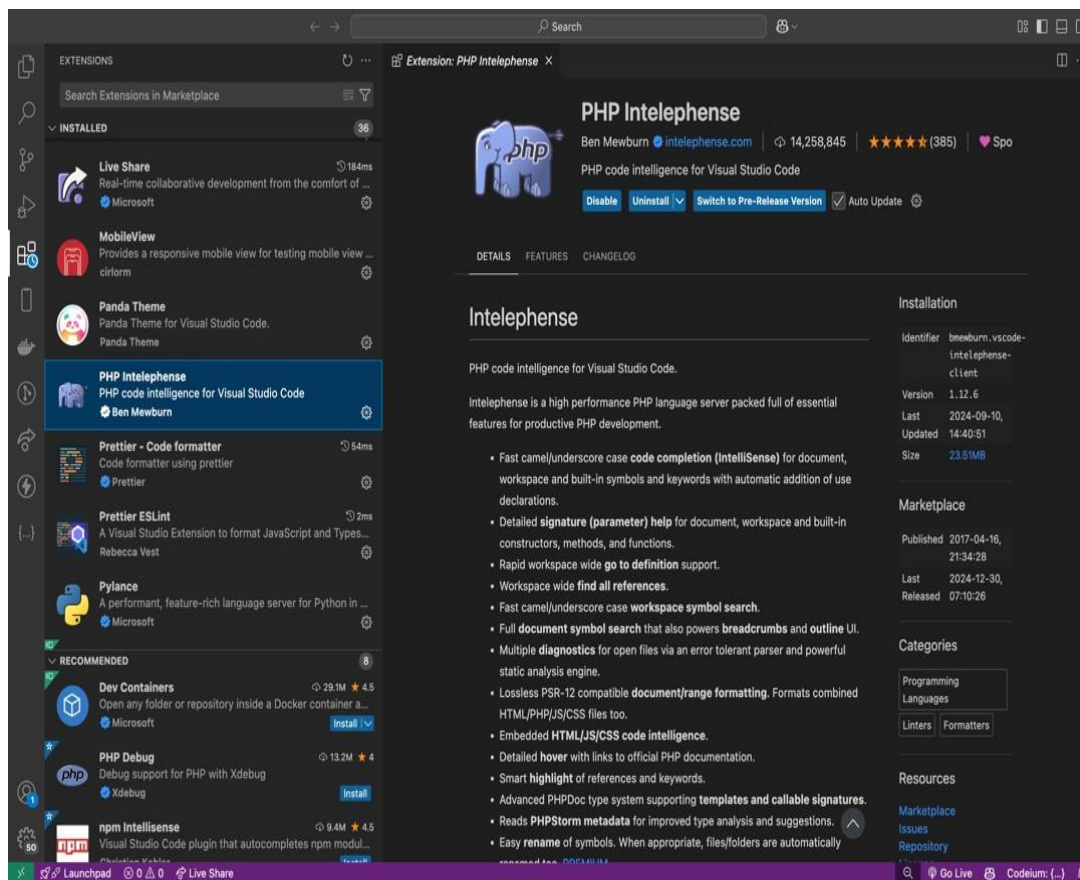 Search
EXTENSIONS
Search Extensions in Marketplace
INSTALLED
36
Live Share
184ms
Real-time collaborative development from the comfort of ...
Microsoft
MobileView
Provides a responsive mobile view for testing mobile view ...
cirlorm
Panda Theme
Panda Theme for Visual Studio Code.
Panda Theme
PHP Intelephense
PHP code intelligence for Visual Studio Code
Ben Mewburn
Prettier - Code formatter
54ms
Code formatter using prettier
Prettier
Prettier ESLint
2ms
A Visual Studio Extension to format JavaScript and Types...
Rebecca Vest
Pylance
A performant, feature-rich language server for Python in ...
Microsoft
RECOMMENDED
8
Dev Containers
29.1M ★ 4.5
Open any folder or repository inside a Docker container a...
Microsoft
Install
php
PHP Debug
13.2M ★ 4
Debug support for PHP with Xdebug
Xdebug
Install
npm
npm Intellisense
9.4M ★ 4.5
Visual Studio Code plugin that autocompletes npm modul...
Christian Kohler
Install
1
50
Extension: PHP Intelephense
php
PHP Intelephense
Ben Mewburn intelephense.com | 14,258,845 | ★★★★★ (385) | Spo
PHP code intelligence for Visual Studio Code
Disable Uninstall Switch to Pre-Release Version Auto Update
DETAILS FEATURES CHANGELOG
Intelephense
PHP code intelligence for Visual Studio Code.
Intelephense is a high performance PHP language server packed full of essential
features for productive PHP development.
• Fast camel/underscore case code completion (IntelliSense) for document,
workspace and built-in symbols and keywords with automatic addition of use
declarations.
• Detailed signature (parameter) help for document, workspace and built-in
constructors, methods, and functions.
• Rapid workspace wide go to definition support.
• Workspace wide find all references.
• Fast camel/underscore case workspace symbol search.
• Full document symbol search that also powers breadcrumbs and outline UI.
• Multiple diagnostics for open files via an error tolerant parser and powerful
static analysis engine.
• Lossless PSR-12 compatible document/range formatting. Formats combined
HTML/PHP/JS/CSS files too.
• Embedded HTML/JS/CSS code intelligence.
• Detailed hover with links to official PHP documentation.
• Smart highlight of references and keywords.
• Advanced PHPDoc type system supporting templates and callable signatures.
• Reads PHPStorm metadata for improved type analysis and suggestions.
• Easy rename of symbols. When appropriate, files/folders are automatically
renamed too. PREMIUM
Installation
Identifier bmewburn.vscode-
intelephense-
client
Version 1.12.6
Last 2024-09-10,
Updated 14:40:51
Size 23.51MB
Marketplace
Published 2017-04-16,
21:34:28
Last 2024-12-30,
Released 07:10:26
Categories
Programming
Languages
Linters Formatters
Resources
Marketplace
Issues
Repository
Launchpad 0 0 Live Share
Go Live Codeium: {...}